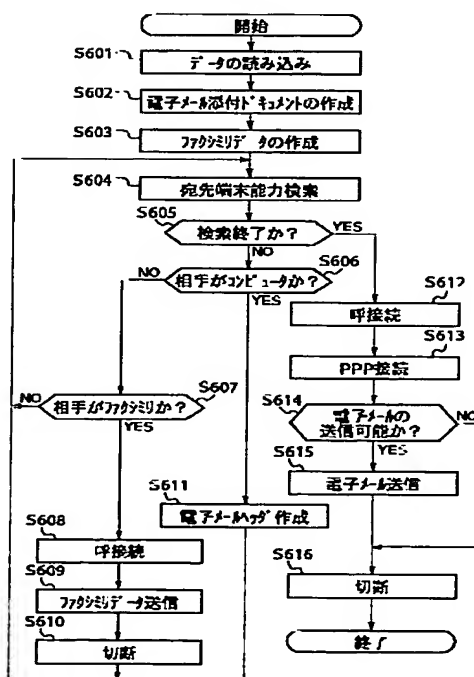 開始
S601
データの読み込み
S602
電子メール添付ドキュメントの作成
S603
ファクシミリデータの作成
S604
宛先端末能力検索
S605
検索終了か?
YES
NO
S606
相手がコンピュータか?
NO
YES
S607
相手がファクシミリか?
NO
YES
S608
呼接続
S609
ファクシミリデータ送信
S610
切断
S611
電子メールヘッダ作成
S612
呼接続
S613
PPP接続
S614
電子メールの
送信可能か?
NO
YES
S615
電子メール送信
S616
切断
終了